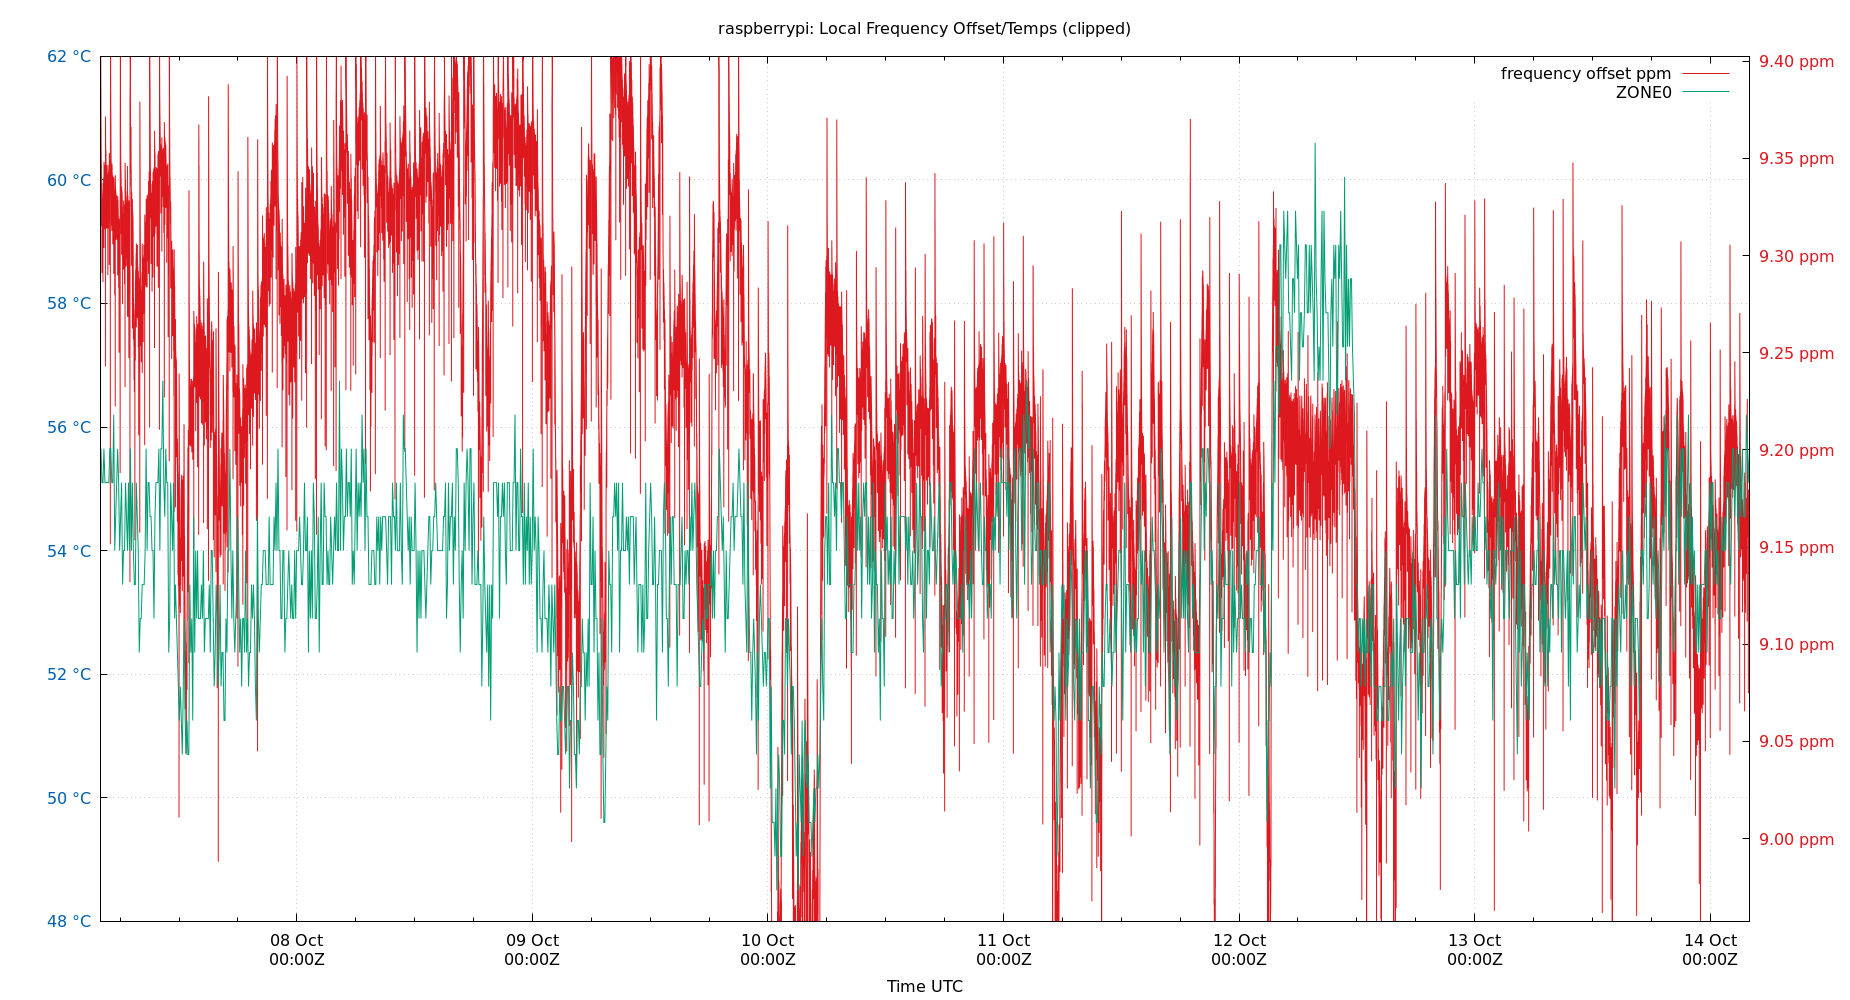 raspberrypi: Local Frequency Offset/Temps (clipped)
62 °C
60 °C
58 °C
56 °C
54 °C
52 °C
50 °C
48 °C
9.40 ppm
9.35 ppm
9.30 ppm
9.25 ppm
9.20 ppm
9.15 ppm
9.10 ppm
9.05 ppm
9.00 ppm
frequency offset ppm
ZONE0
08 Oct
00:00Z
09 Oct
00:00Z
10 Oct
00:00Z
11 Oct
00:00Z
12 Oct
00:00Z
13 Oct
00:00Z
14 Oct
00:00Z
Time UTC